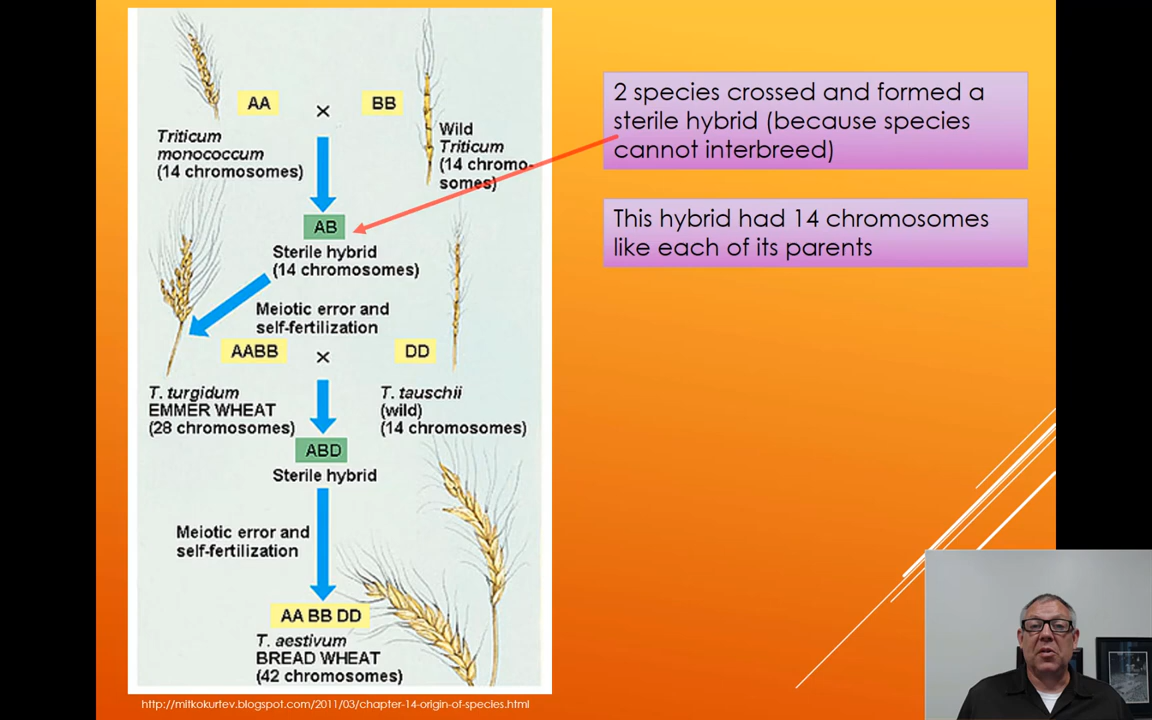 AA
×
BB
Triticum
monococcum
(14 chromosomes)
Wild
Triticum
(14 chromo-
somes)
AB
Sterile hybrid
(14 chromosomes)
Meiotic error and
self-fertilization
AABB
×
DD
T. turgidum
EMMER WHEAT
(28 chromosomes)
T. tauschii
(wild)
(14 chromosomes)
ABD
Sterile hybrid
Meiotic error and
self-fertilization
AA BB DD
T. aestivum
BREAD WHEAT
(42 chromosomes)
http://mitkokurtev.blogspot.com/2011/03/chapter-14-origin-of-species.html
2 species crossed and formed a
sterile hybrid (because species
cannot interbreed)
This hybrid had 14 chromosomes
like each of its parents